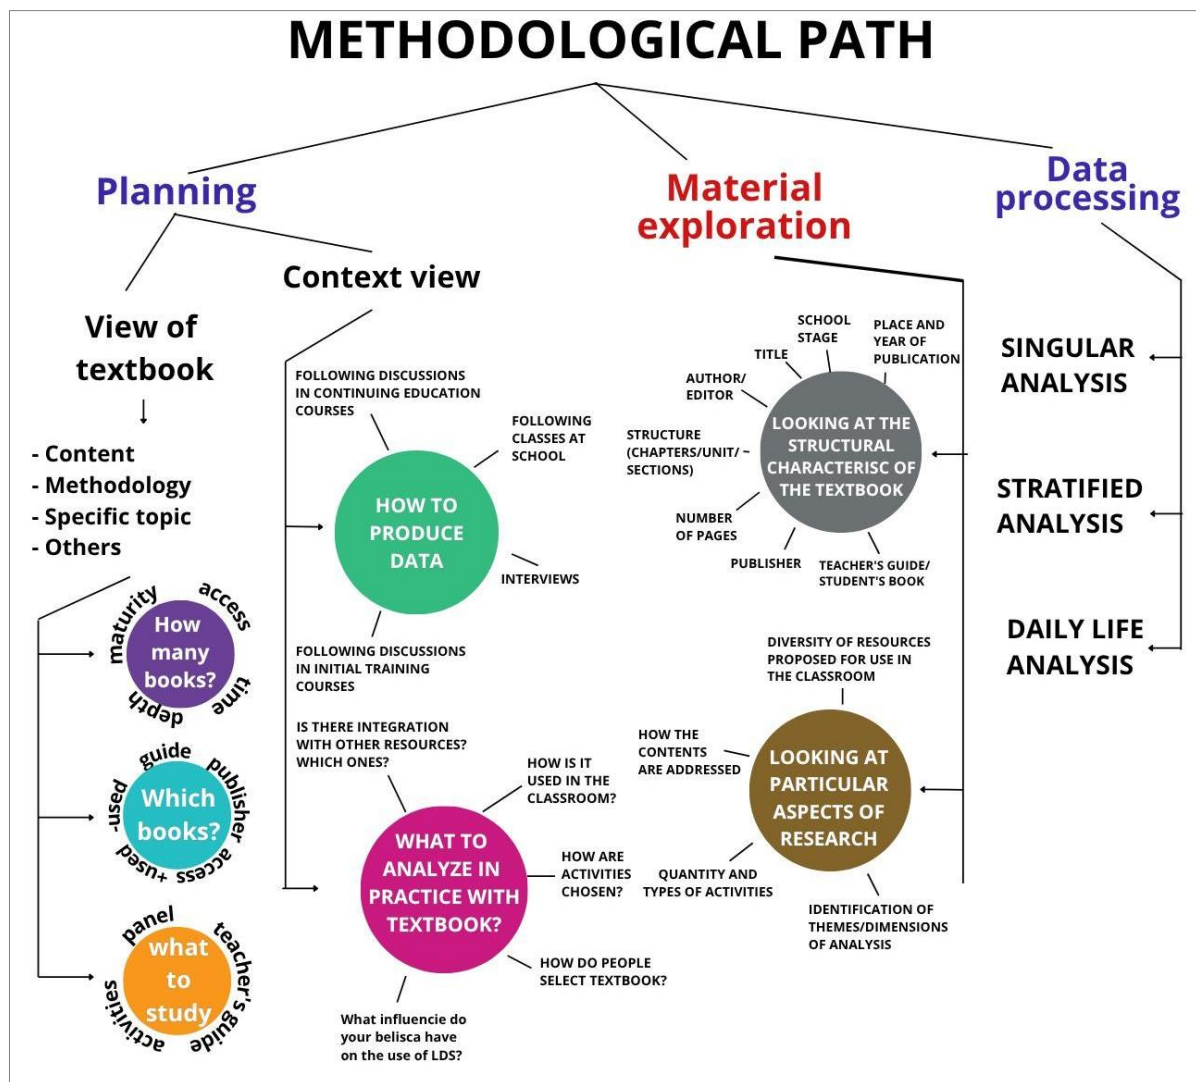 METHODOLOGICAL PATH
Planning
View of
textbook
- Content
- Methodology
- Specific topic
- Others
maturity
access
time
depth
How
many
books?
guide
publisher
access
+used
-used
Which
books?
panel
teacher's guide
activities
what
to
study
Context view
FOLLOWING DISCUSSIONS
IN CONTINUING EDUCATION
COURSES
FOLLOWING
CLASSES AT
SCHOOL
HOW TO
PRODUCE
DATA
INTERVIEWS
FOLLOWING DISCUSSIONS
IN INITIAL TRAINING
COURSES
IS THERE INTEGRATION
WITH OTHER RESOURCES?
WHICH ONES?
HOW IS IT
USED IN THE
CLASSROOM?
WHAT TO
ANALYZE IN
PRACTICE WITH
TEXTBOOK?
HOW ARE
ACTIVITIES
CHOSEN?
HOW DO PEOPLE
SELECT TEXTBOOK?
What influencie do
your belisca have
on the use of LDS?
Material
exploration
SCHOOL
STAGE
PLACE AND
YEAR OF
PUBLICATION
TITLE
AUTHOR/
EDITOR
STRUCTURE
(CHAPTERS/UNIT/
SECTIONS)
LOOKING AT THE
STRUCTURAL
CHARACTERISC OF
THE TEXTBOOK
NUMBER
OF PAGES
PUBLISHER
TEACHER'S GUIDE/
STUDENT'S BOOK
DIVERSITY OF RESOURCES
PROPOSED FOR USE IN
THE CLASSROOM
HOW THE
CONTENTS
ARE ADDRESSED
LOOKING AT
PARTICULAR
ASPECTS OF
RESEARCH
QUANTITY AND
TYPES OF ACTIVITIES
IDENTIFICATION OF
THEMES/DIMENSIONS
OF ANALYSIS
Data
processing
SINGULAR
ANALYSIS
STRATIFIED
ANALYSIS
DAILY LIFE
ANALYSIS